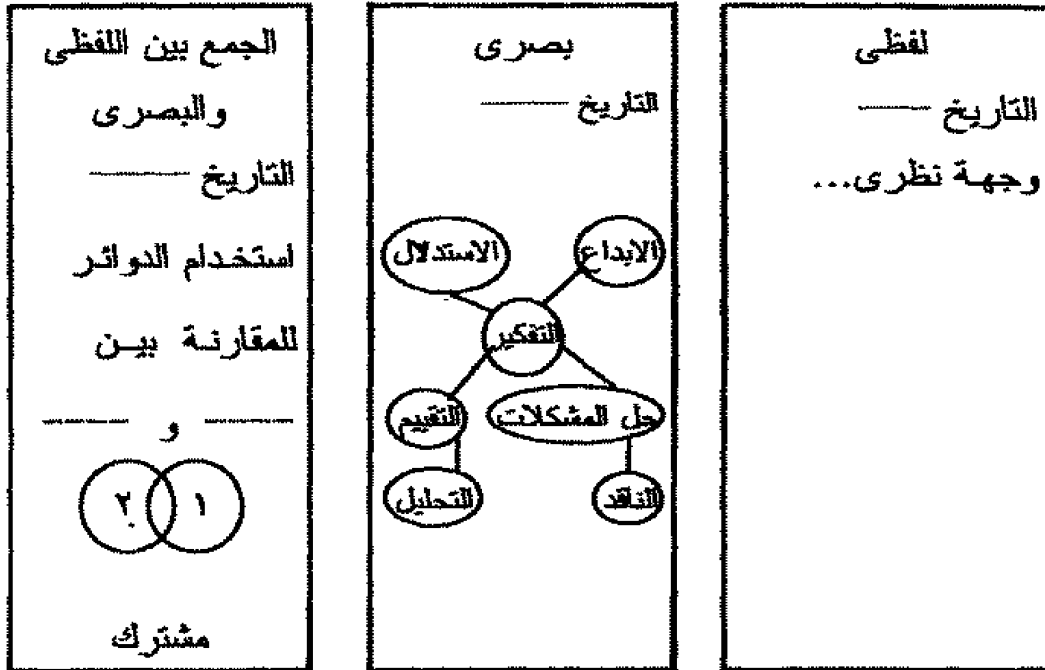 لفظى
التاريخ
وجهة نظرى...
بصرى
التاريخ
الابداع
الاستدلال
التفكير
حل المشكلات
التقييم
الناقد
التحليل
الجمع بين اللفظى
والبصرى
التاريخ
استخدام الدوائر
للمقارنة بين
و
١ ٢
مشترك